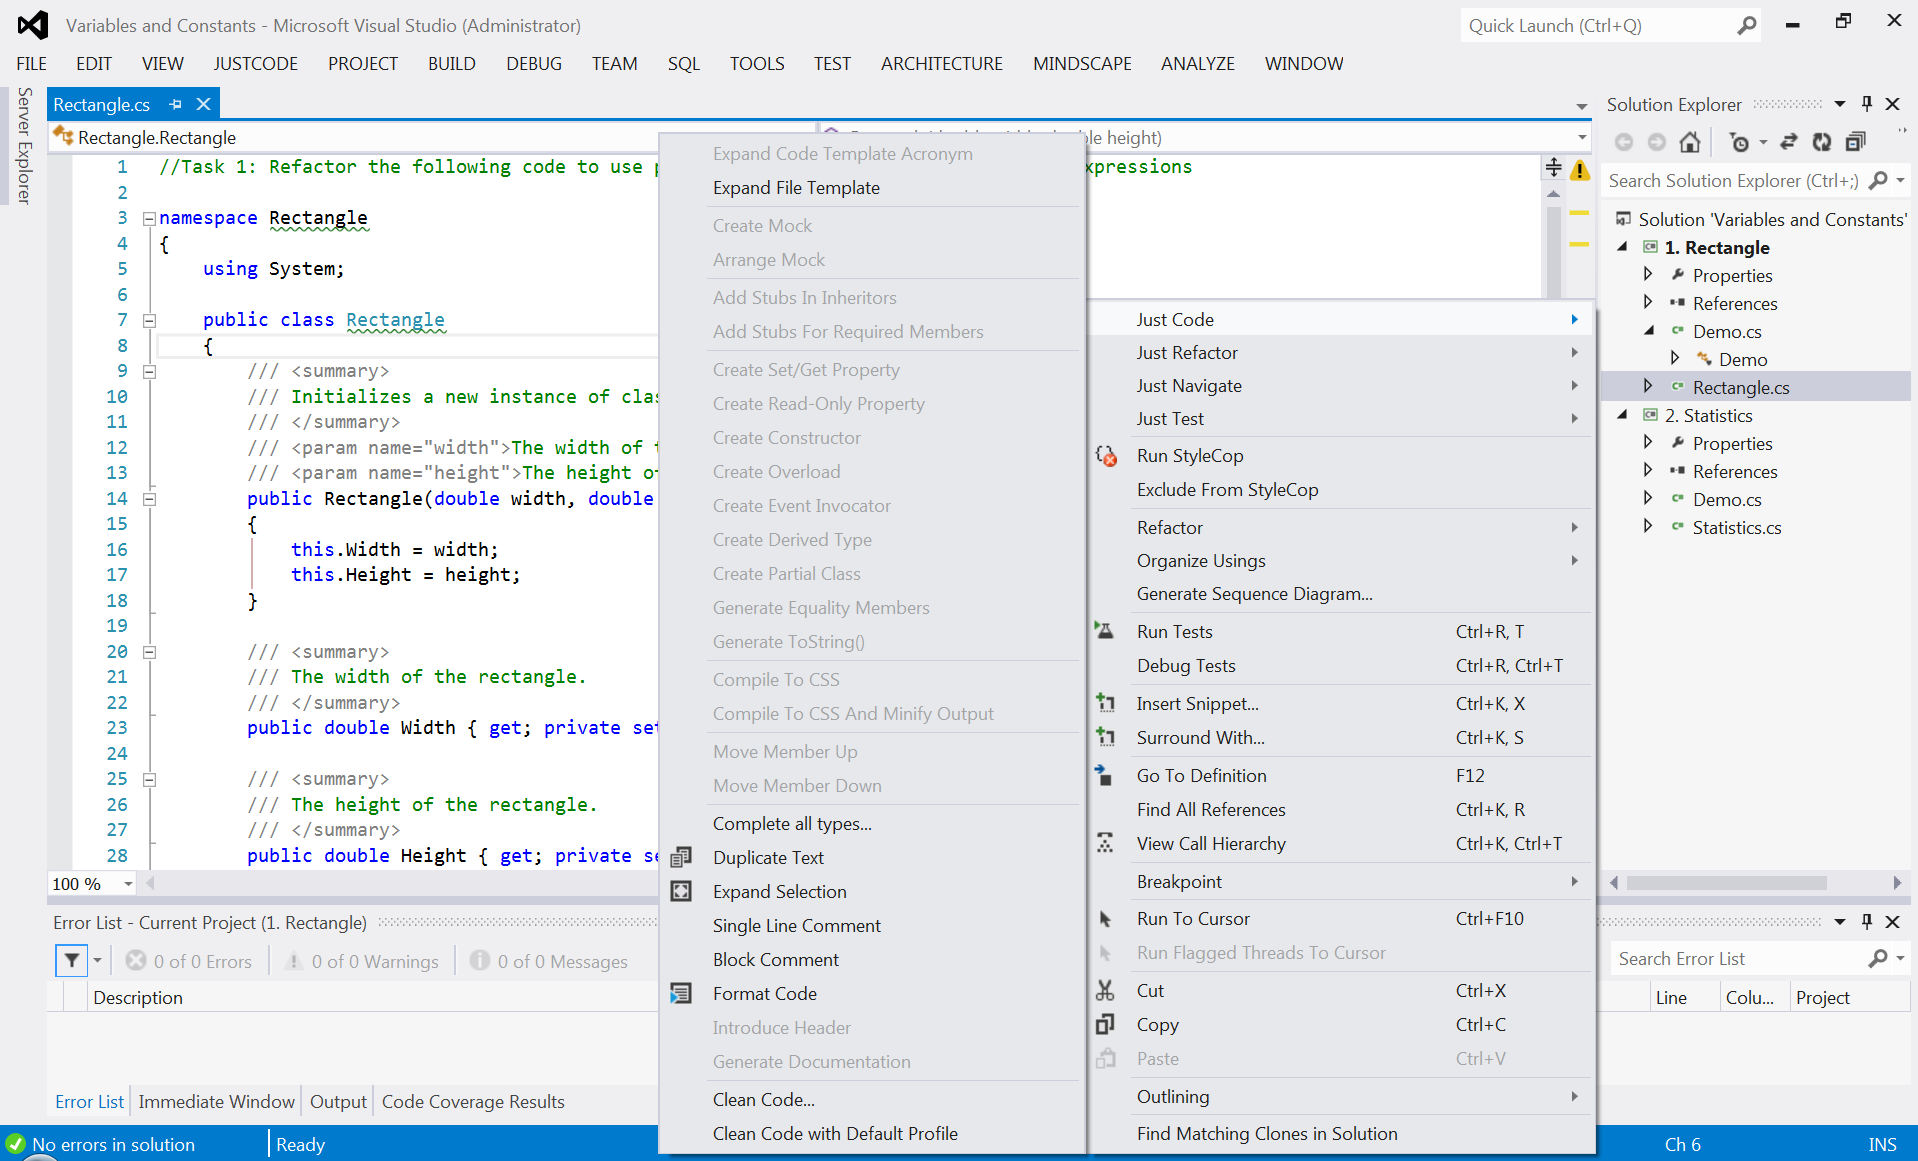 Variables and Constants - Microsoft Visual Studio (Administrator)
Quick Launch (Ctrl+Q)
FILE EDIT VIEW JUSTCODE PROJECT BUILD DEBUG TEAM SQL TOOLS TEST ARCHITECTURE MINDSCAPE ANALYZE WINDOW
Server Explorer
Rectangle.cs
Rectangle.Rectangle
height)
1 //Task 1: Refactor the following code to use
2
3 namespace Rectangle
4 {
5 using System;
6
7 public class Rectangle
8 {
9 /// <summary>
10 /// Initializes a new instance of
11 /// </summary>
12 /// <param name="width">The width of
13 /// <param name="height">The height
14 public Rectangle(double width, double
15 {
16 this.Width = width;
17 this.Height = height;
18 }
19
20 /// <summary>
21 /// The width of the rectangle.
22 /// </summary>
23 public double Width { get; private
24
25 /// <summary>
26 /// The height of the rectangle.
27 /// </summary>
28 public double Height { get; private
100 %
Expand Code Template Acronym
Expand File Template
Create Mock
Arrange Mock
Add Stubs In Inheritors
Add Stubs For Required Members
Create Set/Get Property
Create Read-Only Property
Create Constructor
Create Overload
Create Event Invocator
Create Derived Type
Create Partial Class
Generate Equality Members
Generate ToString()
Compile To CSS
Compile To CSS And Minify Output
Move Member Up
Move Member Down
Complete all types...
Duplicate Text
Expand Selection
Single Line Comment
Block Comment
Format Code
Introduce Header
Generate Documentation
Clean Code...
Clean Code with Default Profile
Just Code
Just Refactor
Just Navigate
Just Test
Run StyleCop
Exclude From StyleCop
Refactor
Organize Usings
Generate Sequence Diagram...
Run Tests Ctrl+R, T
Debug Tests Ctrl+R, Ctrl+T
Insert Snippet... Ctrl+K, X
Surround With... Ctrl+K, S
Go To Definition F12
Find All References Ctrl+K, R
View Call Hierarchy Ctrl+K, Ctrl+T
Breakpoint
Run To Cursor Ctrl+F10
Run Flagged Threads To Cursor
Cut Ctrl+X
Copy Ctrl+C
Paste Ctrl+V
Outlining
Find Matching Clones in Solution
Solution Explorer
Search Solution Explorer (Ctrl+;)
Solution 'Variables and Constants'
1. Rectangle
Properties
References
Demo.cs
Demo
Rectangle.cs
2. Statistics
Properties
References
Demo.cs
Statistics.cs
Error List - Current Project (1. Rectangle)
0 of 0 Errors 0 of 0 Warnings 0 of 0 Messages
Search Error List
Description Line Colu... Project
Error List Immediate Window Output Code Coverage Results
No errors in solution Ready Ch 6 INS